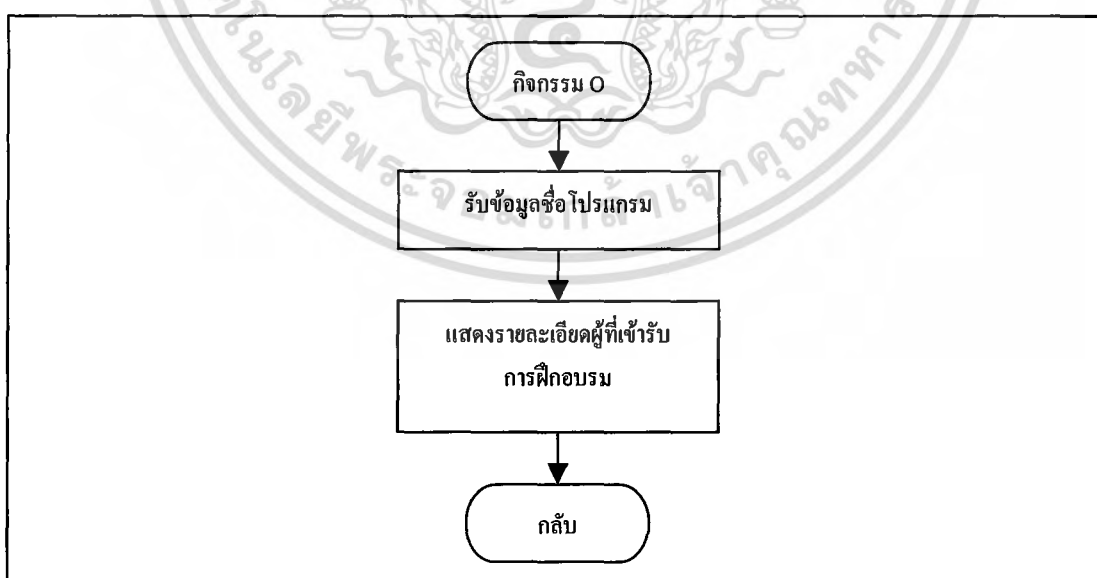 กิจกรรม O
รับข้อมูลชื่อโปรแกรม
แสดงรายละเอียดผู้ที่เข้ารับ
การฝึกอบรม
กลับ